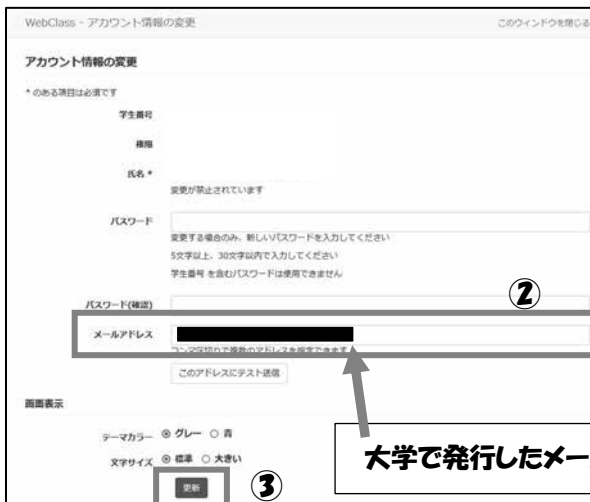 WebClass - アカウント情報の変更 このウィンドウを閉じる
アカウント情報の変更
* のある項目は必須です
学生番号
権限
氏名 *
変更が禁止されています
パスワード
変更する場合のみ、新しいパスワードを入力してください
5文字以上、30文字以内で入力してください
学生番号 を含むパスワードは使用できません
②
パスワード(確認)
メールアドレス
コンマ区切りで複数のアドレスを指定できます
このアドレスにテスト送信
画面表示
テーマカラー グレー 青
大学で発行したメー
文字サイズ 標準 大きい
更新
③